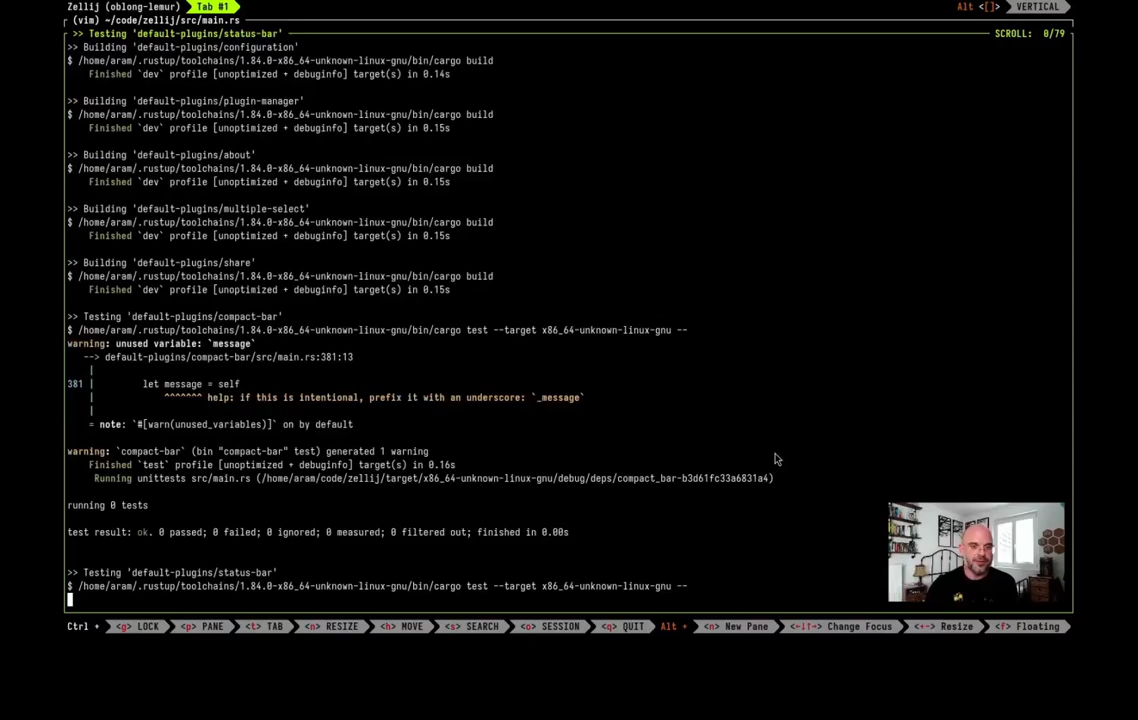 Zellij (oblong-lemur) Tab #1 Alt <[]> VERTICAL
(vim) ~/code/zellij/src/main.rs
>> Testing 'default-plugins/status-bar' SCROLL: 0/79
>> Building 'default-plugins/configuration'
$ /home/aram/.rustup/toolchains/1.84.0-x86_64-unknown-linux-gnu/bin/cargo build
Finished `dev` profile [unoptimized + debuginfo] target(s) in 0.14s
>> Building 'default-plugins/plugin-manager'
$ /home/aram/.rustup/toolchains/1.84.0-x86_64-unknown-linux-gnu/bin/cargo build
Finished `dev` profile [unoptimized + debuginfo] target(s) in 0.15s
>> Building 'default-plugins/about'
$ /home/aram/.rustup/toolchains/1.84.0-x86_64-unknown-linux-gnu/bin/cargo build
Finished `dev` profile [unoptimized + debuginfo] target(s) in 0.15s
>> Building 'default-plugins/multiple-select'
$ /home/aram/.rustup/toolchains/1.84.0-x86_64-unknown-linux-gnu/bin/cargo build
Finished `dev` profile [unoptimized + debuginfo] target(s) in 0.15s
>> Building 'default-plugins/share'
$ /home/aram/.rustup/toolchains/1.84.0-x86_64-unknown-linux-gnu/bin/cargo build
Finished `dev` profile [unoptimized + debuginfo] target(s) in 0.15s
>> Testing 'default-plugins/compact-bar'
$ /home/aram/.rustup/toolchains/1.84.0-x86_64-unknown-linux-gnu/bin/cargo test --target x86_64-unknown-linux-gnu --
warning: unused variable: `message`
--> default-plugins/compact-bar/src/main.rs:381:13
|
381 | let message = self
| ^^^^^^^ help: if this is intentional, prefix it with an underscore: `_message`
|
= note: `#[warn(unused_variables)]` on by default
warning: `compact-bar` (bin "compact-bar" test) generated 1 warning
Finished `test` profile [unoptimized + debuginfo] target(s) in 0.16s
Running unittests src/main.rs (/home/aram/code/zellij/target/x86_64-unknown-linux-gnu/debug/deps/compact_bar-b3d61fc33a6831a4)
running 0 tests
test result: ok. 0 passed; 0 failed; 0 ignored; 0 measured; 0 filtered out; finished in 0.00s
>> Testing 'default-plugins/status-bar'
$ /home/aram/.rustup/toolchains/1.84.0-x86_64-unknown-linux-gnu/bin/cargo test --target x86_64-unknown-linux-gnu --
Ctrl + <g> LOCK <p> PANE <t> TAB <n> RESIZE <h> MOVE <s> SEARCH <o> SESSION <q> QUIT Alt + <n> New Pane <←↓↑→> Change Focus <+-> Resize <f> Floating